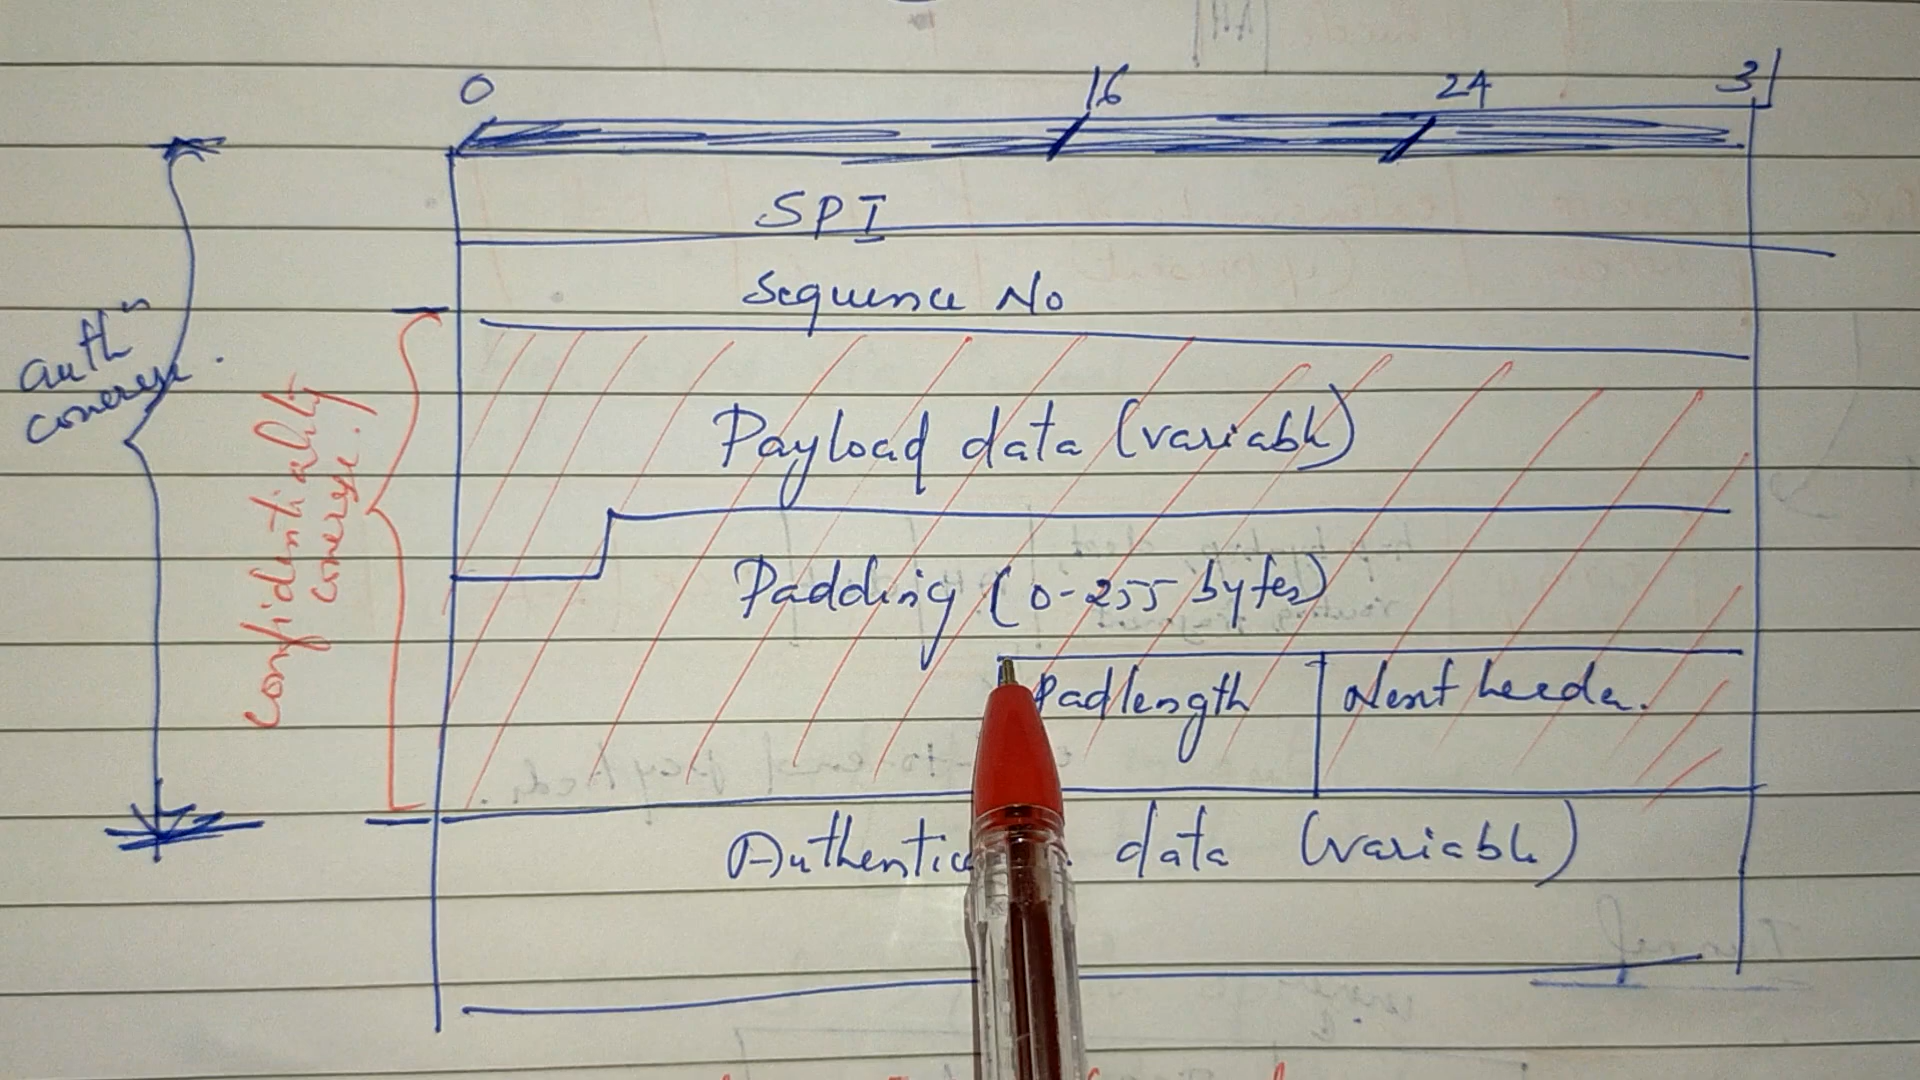 0 16 24 31
SPI
Sequence No
authn
coverage.
Confidentiality
coverage.
Payload data (variable)
Padding (0-255 bytes)
Padlength Next header.
data (variable)